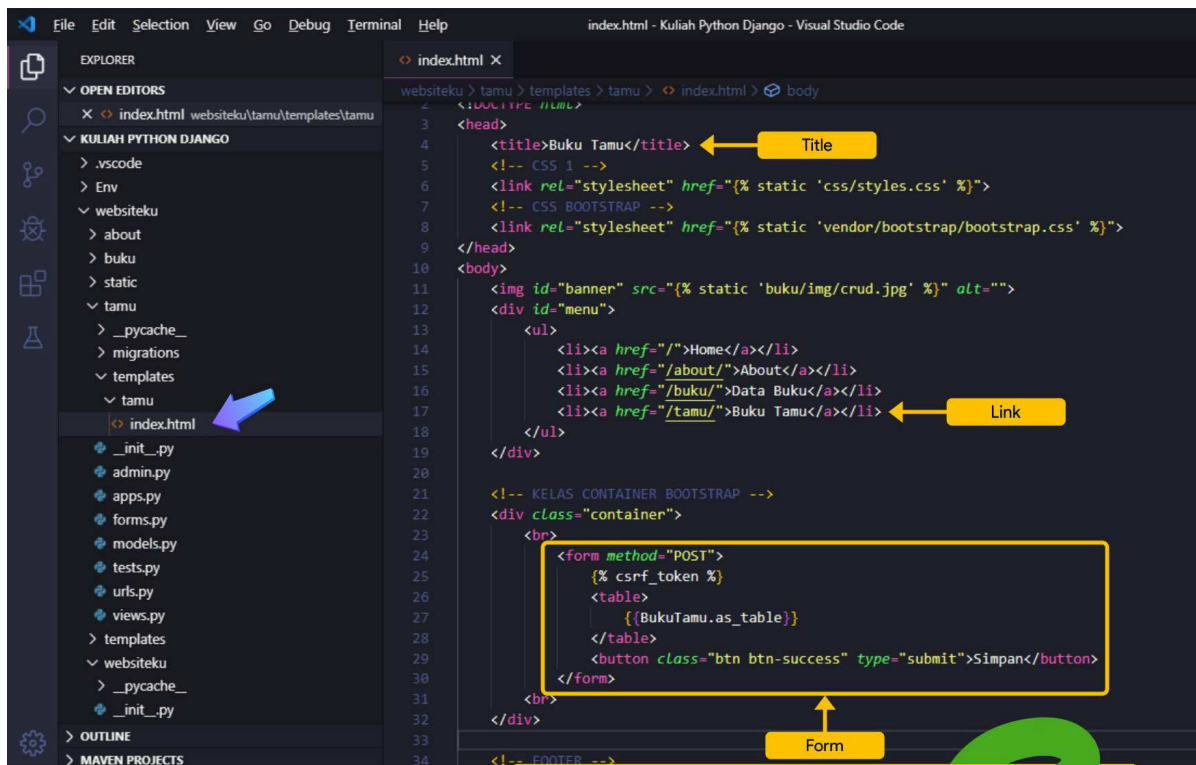 File Edit Selection View Go Debug Terminal Help
index.html - Kuliah Python Django - Visual Studio Code
EXPLORER
OPEN EDITORS
index.html websiteku\tamu\templates\tamu
KULIAH PYTHON DJANGO
.vscode
Env
websiteku
about
buku
static
tamu
__pycache__
migrations
templates
tamu
index.html
__init__.py
admin.py
apps.py
forms.py
models.py
tests.py
urls.py
views.py
templates
websiteku
__pycache__
__init__.py
OUTLINE
MAVEN PROJECTS
index.html
websiteku > tamu > templates > tamu > index.html > body
2 <!DOCTYPE html>
3 <head>
4 <title>Buku Tamu</title>
Title
5 <!-- CSS 1 -->
6 <link rel="stylesheet" href="{% static 'css/styles.css' %}">
7 <!-- CSS BOOTSTRAP -->
8 <link rel="stylesheet" href="{% static 'vendor/bootstrap/bootstrap.css' %}">
9 </head>
10 <body>
11 <img id="banner" src="{% static 'buku/img/crud.jpg' %}" alt="">
12 <div id="menu">
13 <ul>
14 <li><a href="/">Home</a></li>
15 <li><a href="/about/">About</a></li>
16 <li><a href="/buku/">Data Buku</a></li>
17 <li><a href="/tamu/">Buku Tamu</a></li>
Link
18 </ul>
19 </div>
20
21 <!-- KELAS CONTAINER BOOTSTRAP -->
22 <div class="container">
23 <br>
24 <form method="POST">
25 {% csrf_token %}
26 <table>
27 {{BukuTamu.as_table}}
28 </table>
29 <button class="btn btn-success" type="submit">Simpan</button>
30 </form>
31 <br>
32 </div>
33
Form
34 <!-- FOOTER -->